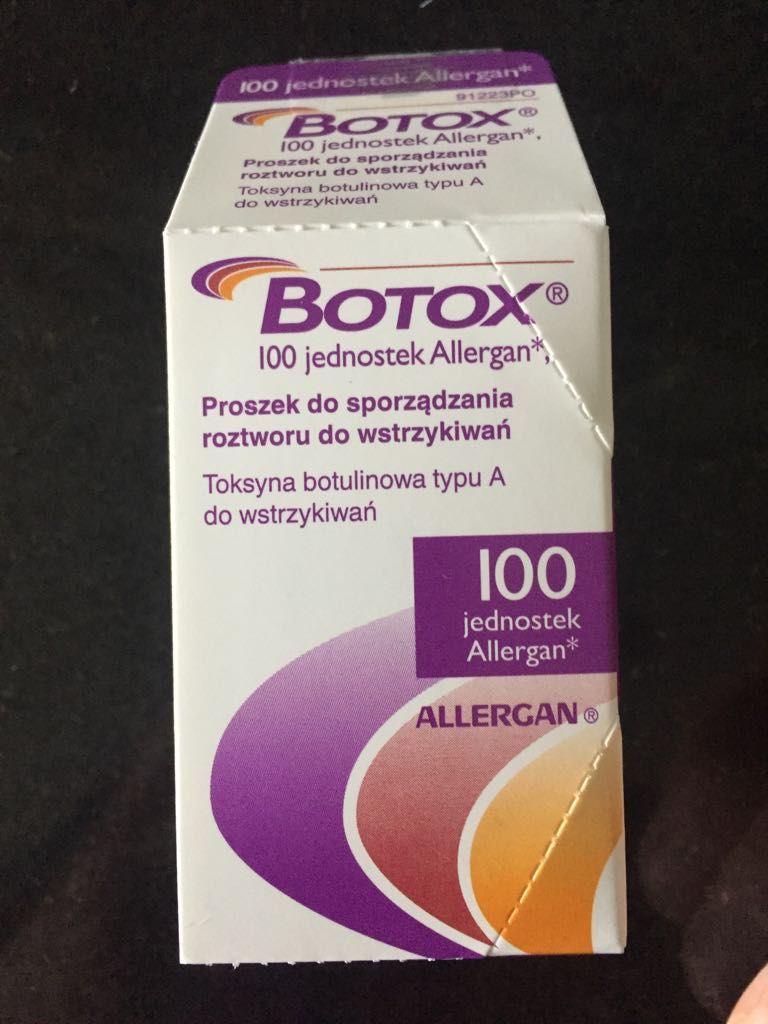 100 jednostek Allergan*
91223PO
BOTOX®
100 jednostek Allergan*,
Proszek do sporządzania
roztworu do wstrzykiwań
Toksyna botulinowa typu A
do wstrzykiwań
BOTOX®
100 jednostek Allergan*,
Proszek do sporządzania
roztworu do wstrzykiwań
Toksyna botulinowa typu A
do wstrzykiwań
100
jednostek
Allergan*
ALLERGAN®